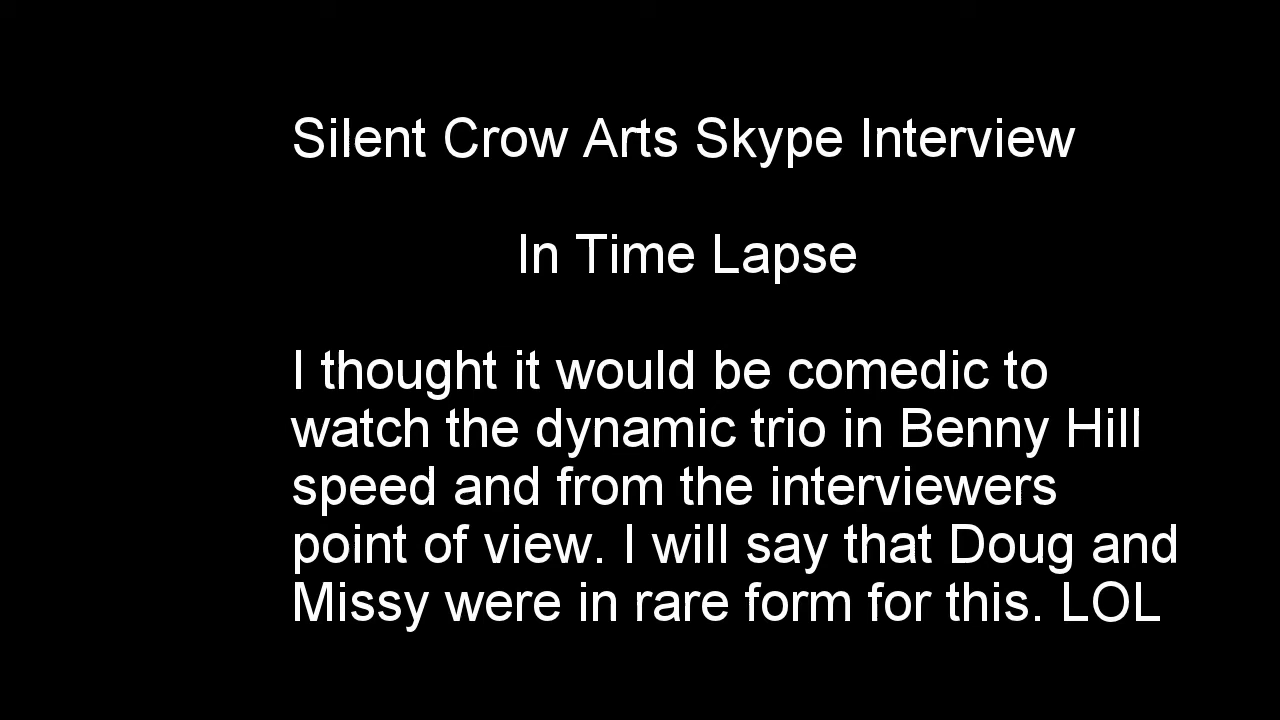 Silent Crow Arts Skype Interview
In Time Lapse
I thought it would be comedic to
watch the dynamic trio in Benny Hill
speed and from the interviewers
point of view. I will say that Doug and
Missy were in rare form for this. LOL